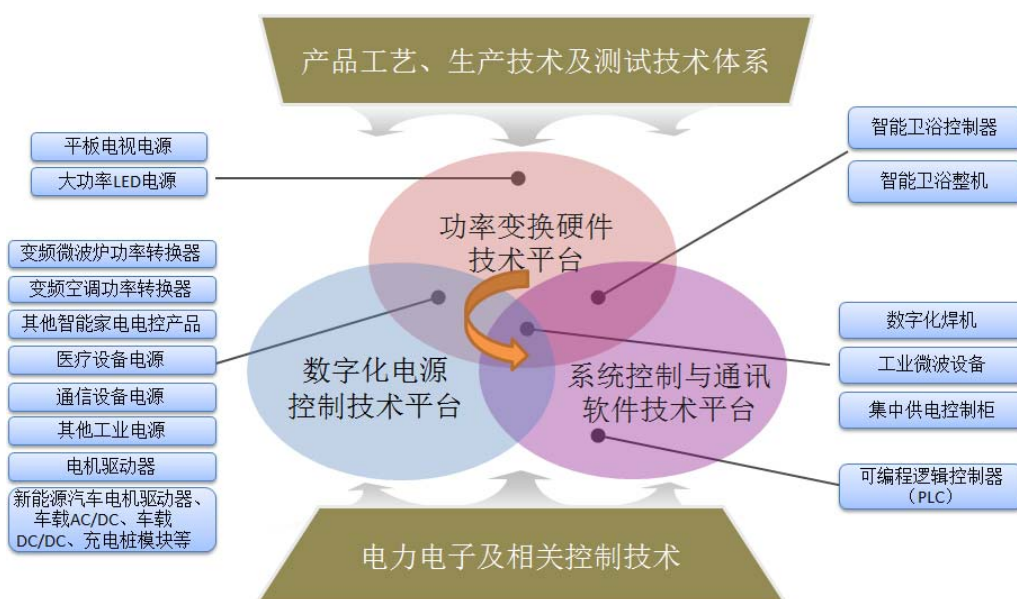 产品工艺、生产技术及测试技术体系
平板电视电源
大功率LED电源
变频微波炉功率转换器
变频空调功率转换器
其他智能家电电控产品
医疗设备电源
通信设备电源
其他工业电源
电机驱动器
新能源汽车电机驱动器、
车载AC/DC、车载
DC/DC、充电桩模块等
功率变换硬件
技术平台
数字化电源
控制技术平台
系统控制与通讯
软件技术平台
智能卫浴控制器
智能卫浴整机
数字化焊机
工业微波设备
集中供电控制柜
可编程逻辑控制器
（PLC）
电力电子及相关控制技术